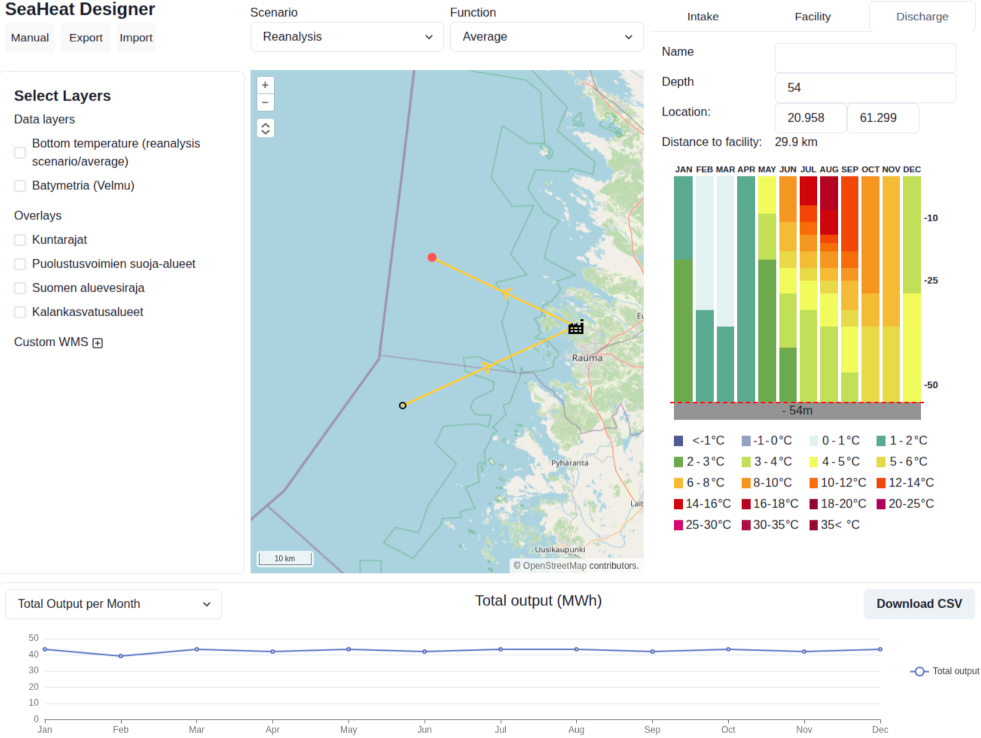 SeaHeat Designer
Manual Export Import
Scenario
Reanalysis
Function
Average
Intake Facility Discharge
Name
Depth 54
Location: 20.958 61.299
Distance to facility: 29.9 km
Select Layers
Data layers
Bottom temperature (reanalysis
scenario/average)
Batymetria (Velmu)
Overlays
Kuntarajat
Puolustusvoimien suoja-alueet
Suomen aluevesiraja
Kalankasvatusalueet
Custom WMS
+
−
Rauma
Pyhäranta
Lait
Uusikaupunki
10 km
© OpenStreetMap contributors.
JAN FEB MAR APR MAY JUN JUL AUG SEP OCT NOV DEC
-10
-25
-50
- 54m
<-1°C -1-0°C 0-1°C 1-2°C
2-3°C 3-4°C 4-5°C 5-6°C
6-8°C 8-10°C 10-12°C 12-14°C
14-16°C 16-18°C 18-20°C 20-25°C
25-30°C 30-35°C 35< °C
Total Output per Month
Total output (MWh)
Download CSV
50
40
30
20
10
0
Jan Feb Mar Apr May Jun Jul Aug Sep Oct Nov Dec
Total output